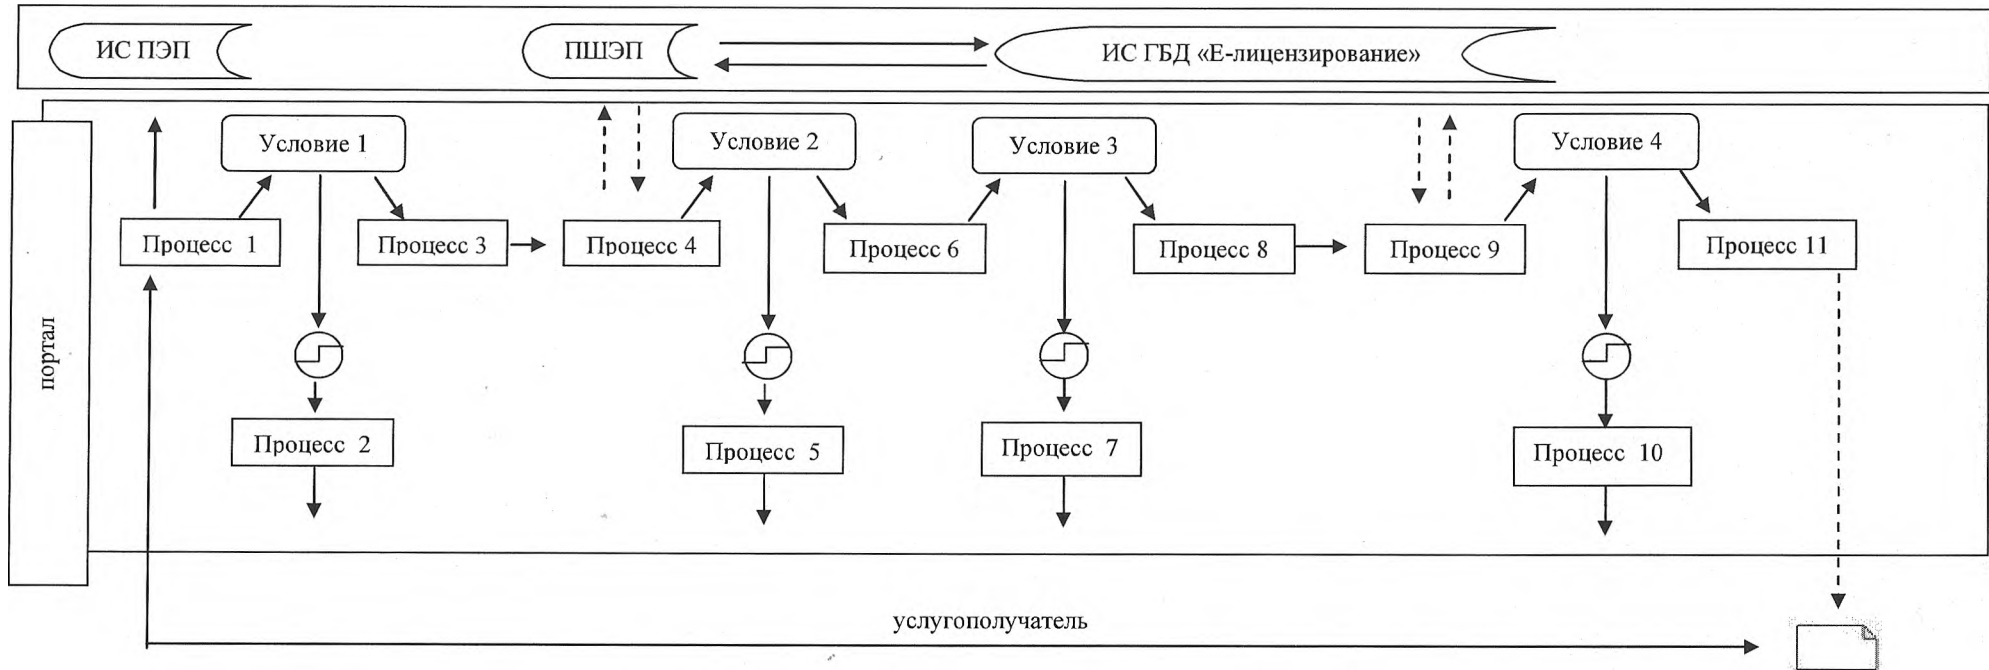 ИС ПЭП
ПШЭП
ИС ГБД «Е-лицензирование»
Условие 1
Условие 2
Условие 3
Условие 4
Процесс 1
Процесс 3
Процесс 4
Процесс 6
Процесс 8
Процесс 9
Процесс 11
портал
Процесс 2
Процесс 5
Процесс 7
Процесс 10
услугополучатель